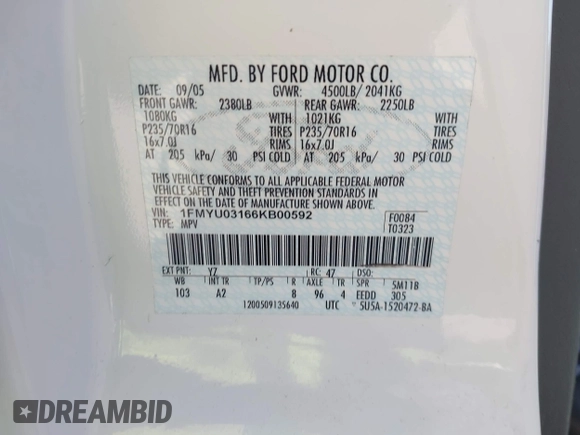 MFD. BY FORD MOTOR CO.
DATE: 09/05 GVWR: 4500LB/ 2041KG
FRONT GAWR: 2380LB REAR GAWR: 2250LB
1080KG WITH 1021KG WITH
P235/70R16 TIRES P235/70R16 TIRES
16x7.0J RIMS 16x7.0J RIMS
AT 205 kPa/ 30 PSI COLD AT 205 kPa/ 30 PSI COLD
THIS VEHICLE CONFORMS TO ALL APPLICABLE FEDERAL MOTOR
VEHICLE SAFETY AND THEFT PREVENTION STANDARDS IN
EFFECT ON THE DATE OF MANUFACTURE SHOWN ABOVE.
VIN: 1FMYU03166KB00592 F0084
TYPE: MPV T0323
EXT PNT: YZ RC: 47 DSO:
WB INT TR TP/PS R AXLE TR SPR 5M11B
103 A2 8 96 4 EEDD 305
1200509135640 UTC 5U5A-1520472-BA
DREAMBID